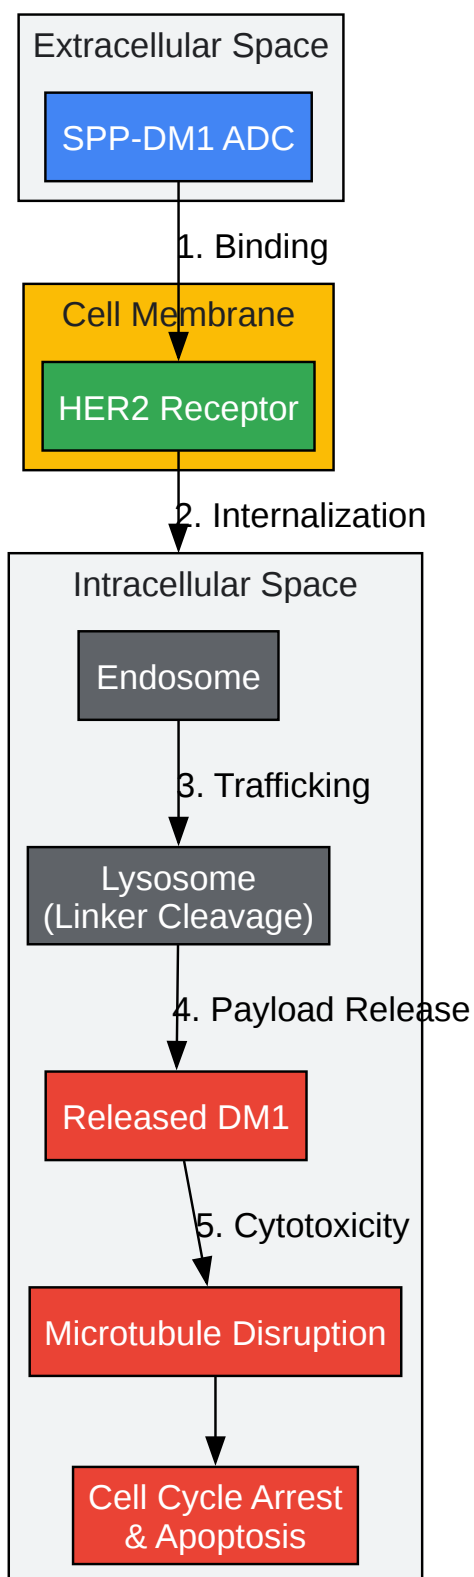 Extracellular Space
SPP-DM1 ADC
1. Binding
Cell Membrane
HER2 Receptor
2. Internalization
Intracellular Space
Endosome
3. Trafficking
Lysosome
(Linker Cleavage)
4. Payload Release
Released DM1
5. Cytotoxicity
Microtubule Disruption
Cell Cycle Arrest
& Apoptosis